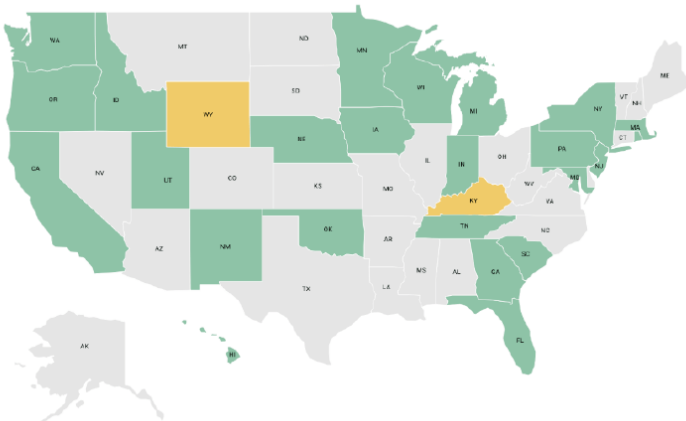 WA
MT
ND
MN
ME
OR
ID
SD
WI
MI
VT
NH
NY
MA
CT
WY
NE
IA
PA
NJ
CA
NV
UT
CO
KS
MO
IL
IN
OH
WV
MD
VA
KY
AZ
NM
OK
AR
TN
NC
SC
TX
LA
MS
AL
GA
FL
AK
HI